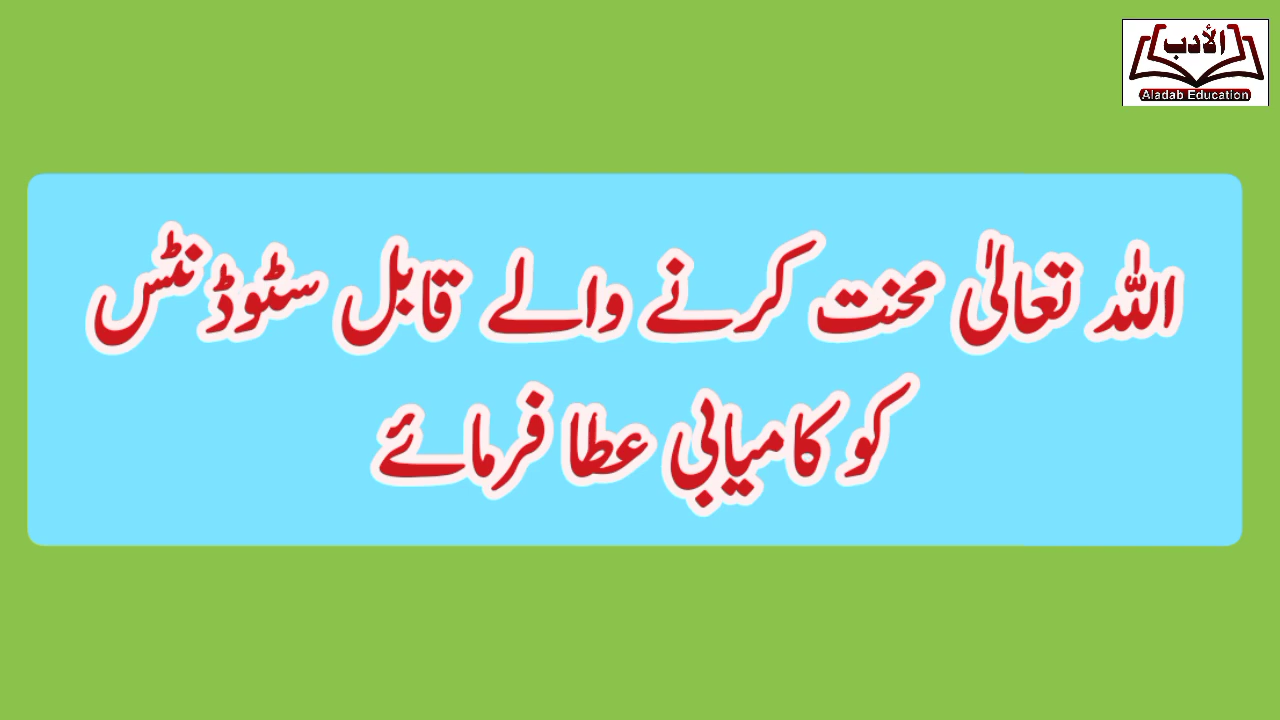 الأدب
Aladab Education
اللہ تعالیٰ محنت کرنے والے قابل سٹوڈنٹس
کو کامیابی عطا فرمائے